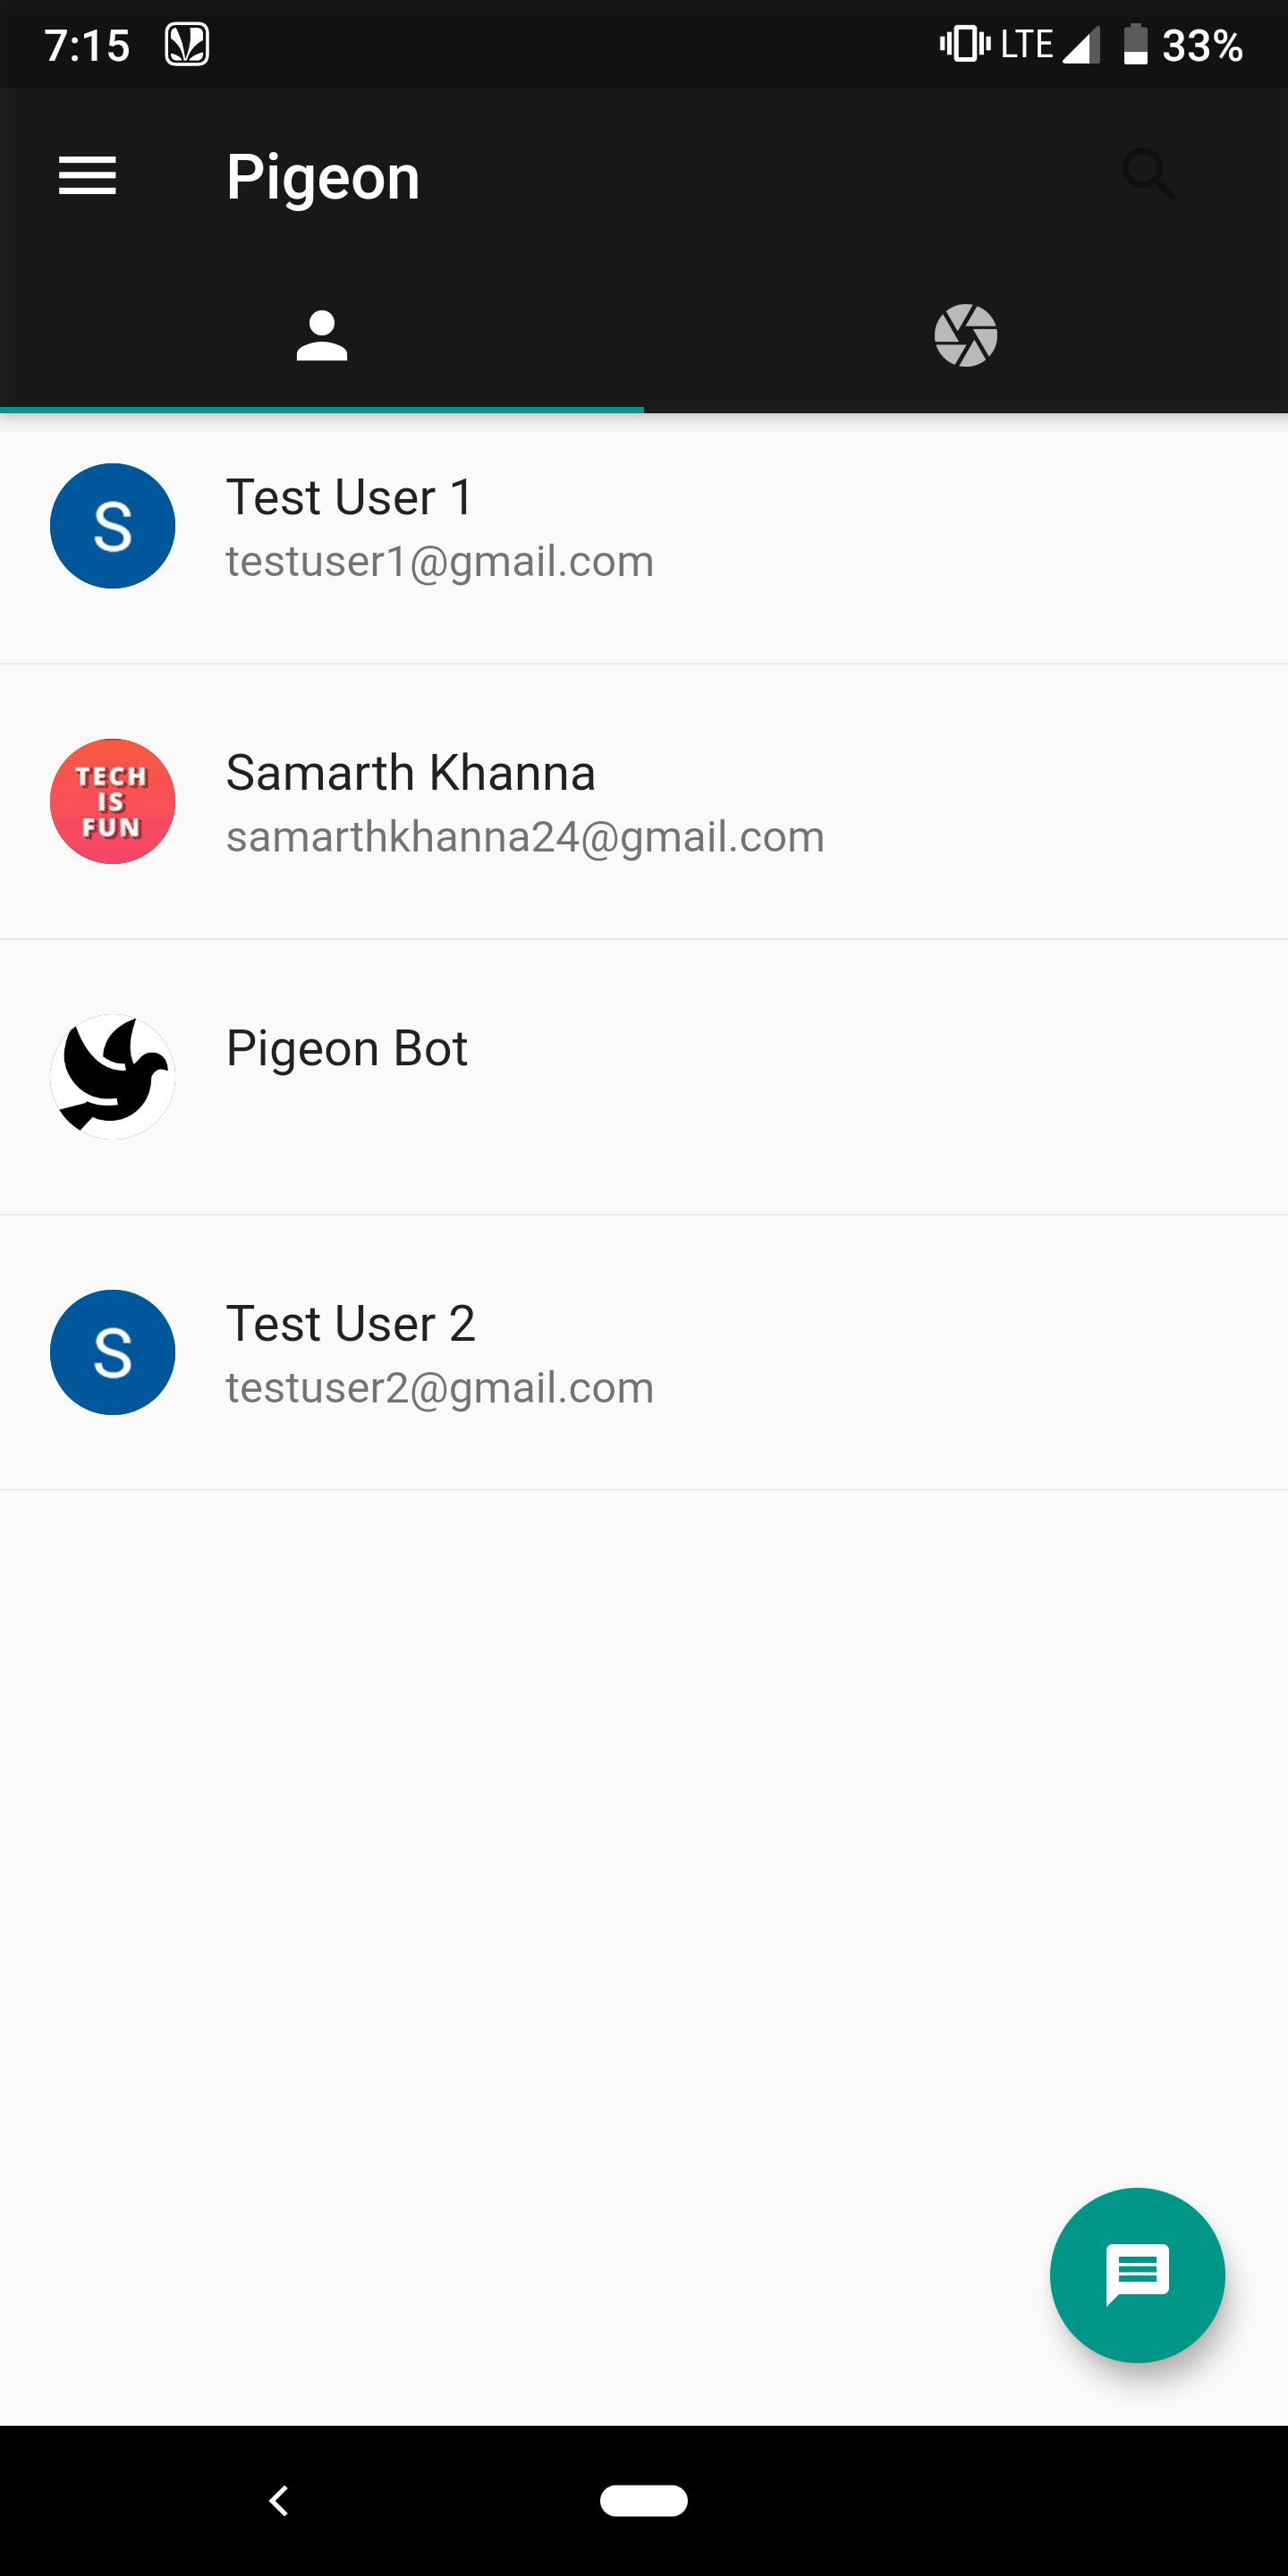 7:15 LTE 33%
Pigeon
S
Test User 1
testuser1@gmail.com
TECH
IS
FUN
Samarth Khanna
samarthkhanna24@gmail.com
Pigeon Bot
S
Test User 2
testuser2@gmail.com